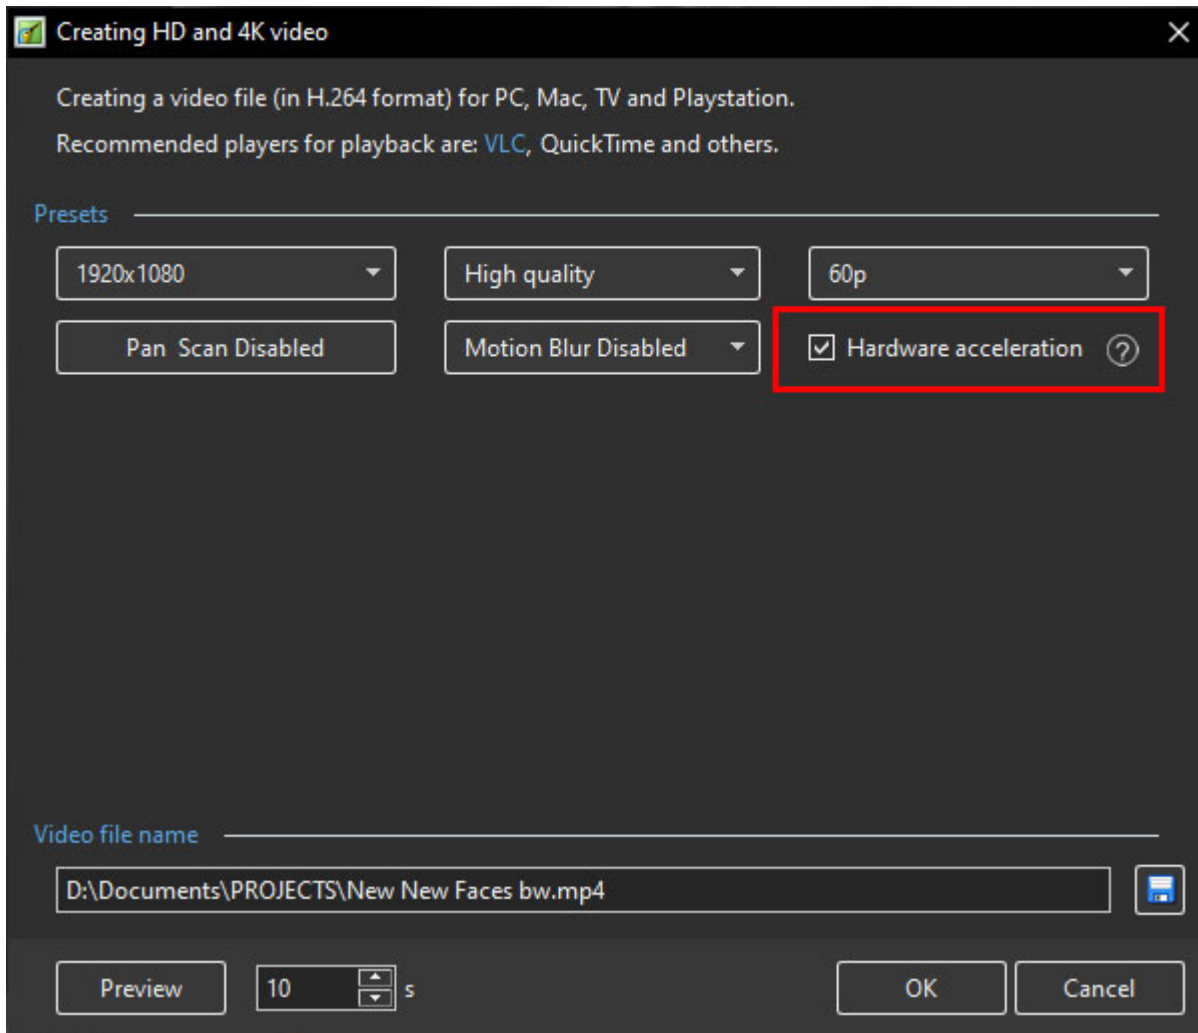 Creating HD and 4K video
Creating a video file (in H.264 format) for PC, Mac, TV and Playstation.
Recommended players for playback are: VLC, QuickTime and others.
Presets
1920x1080
High quality
60p
Pan Scan Disabled
Motion Blur Disabled
Hardware acceleration ?
Video file name
D:\Documents\PROJECTS\New New Faces bw.mp4
Preview
10 s
OK
Cancel